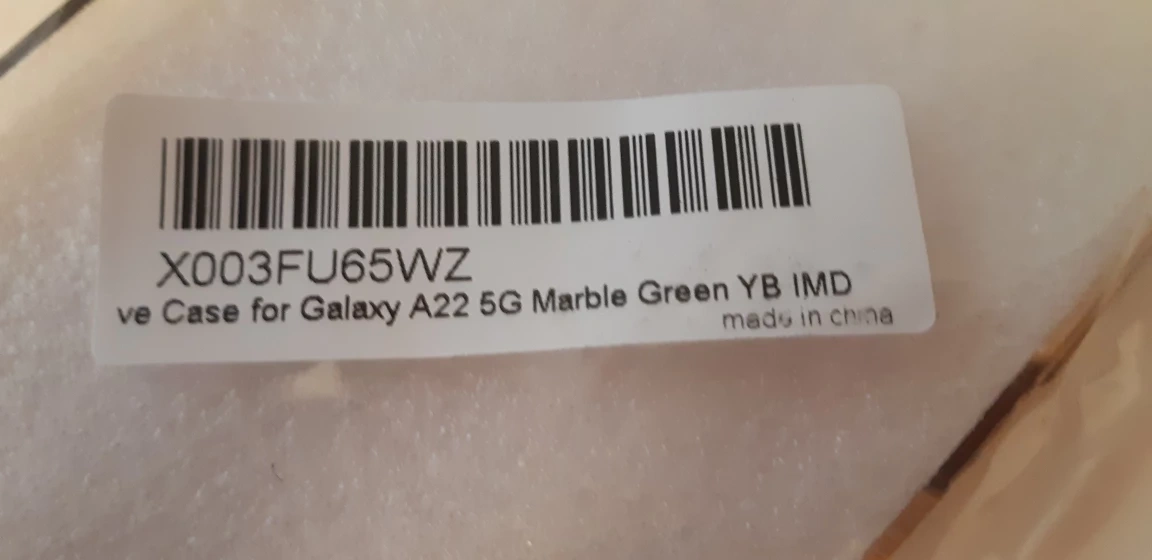 X003FU65WZ
ve Case for Galaxy A22 5G Marble Green YB IMD
made in china